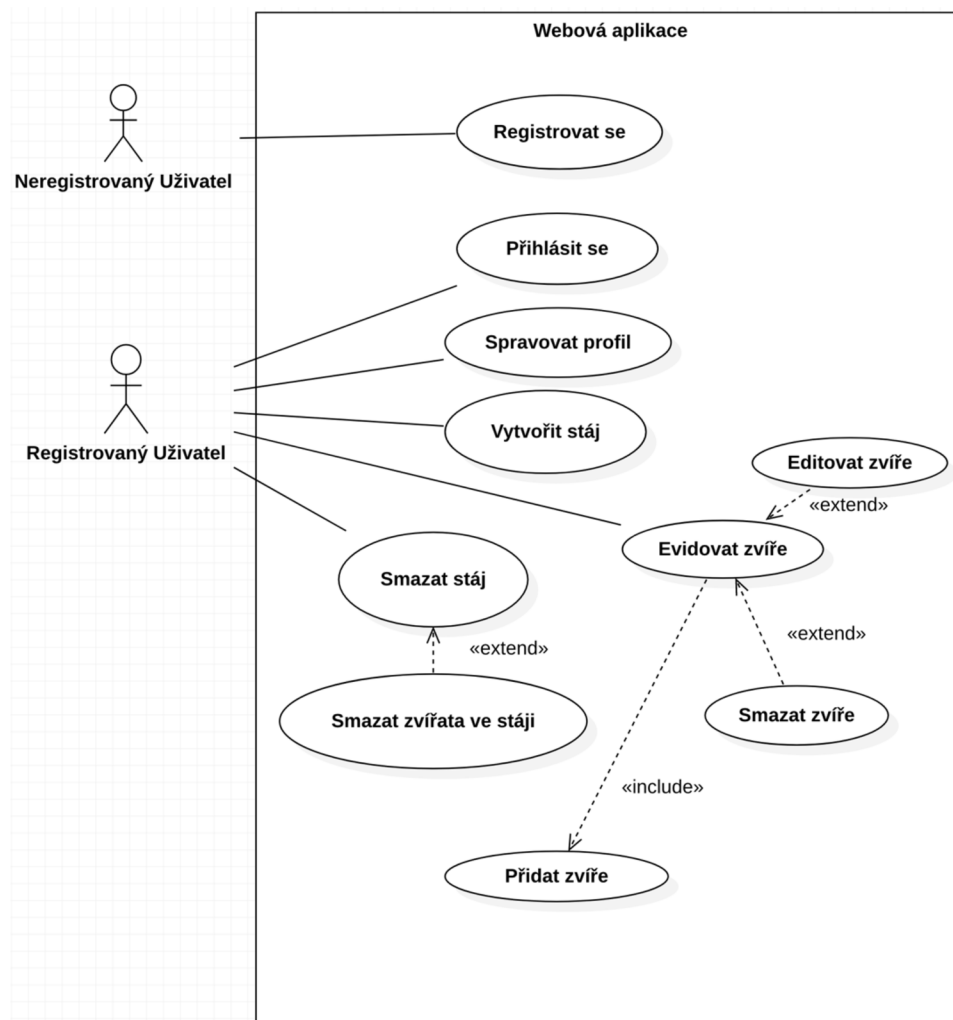 Webová aplikace
Registrovat se
Neregistrovaný Uživatel
Přihlásit se
Spravovat profil
Vytvořit stáj
Registrovaný Uživatel
Editovat zvíře
«extend»
Evidovat zvíře
Smazat stáj
«extend»
«extend»
Smazat zvířata ve stáji
Smazat zvíře
«include»
Přidat zvíře